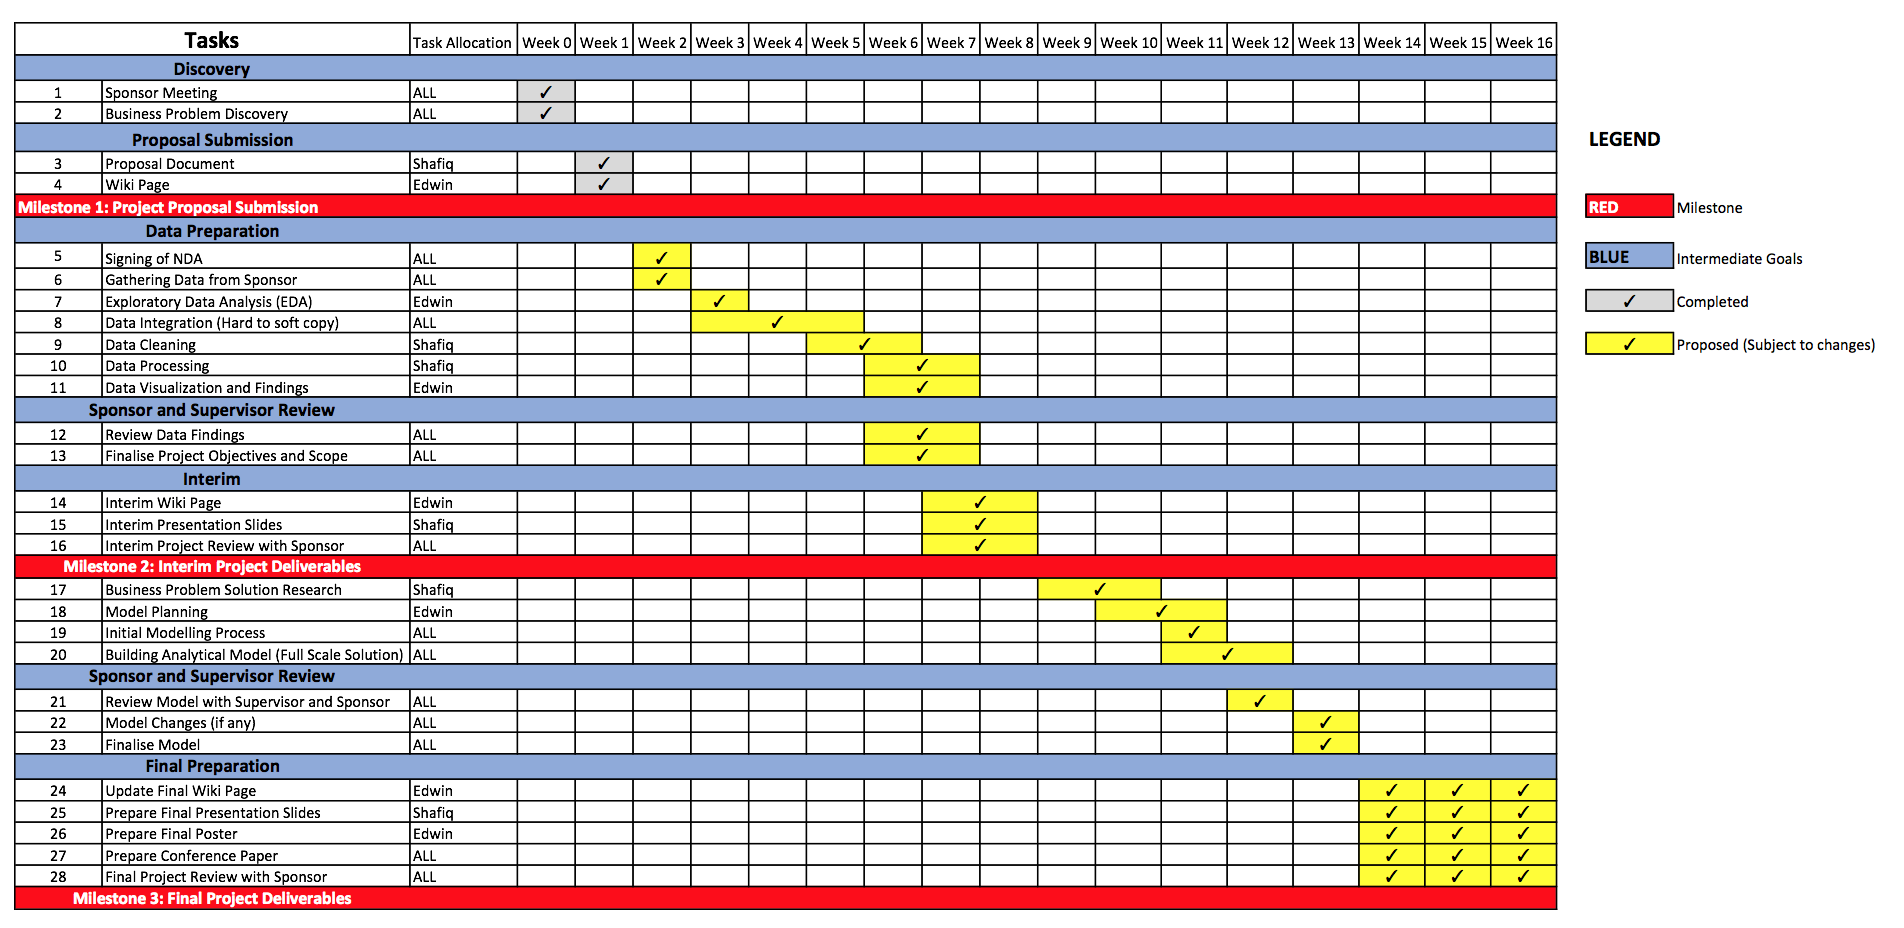 Tasks Task Allocation Week 0 Week 1 Week 2 Week 3 Week 4 Week 5 Week 6 Week 7 Week 8 Week 9 Week 10 Week 11 Week 12 Week 13 Week 14 Week 15 Week 16
Discovery
1 Sponsor Meeting ALL ✓
2 Business Problem Discovery ALL ✓
Proposal Submission
3 Proposal Document Shafiq ✓
4 Wiki Page Edwin ✓
Milestone 1: Project Proposal Submission
Data Preparation
5 Signing of NDA ALL ✓
6 Gathering Data from Sponsor ALL ✓
7 Exploratory Data Analysis (EDA) Edwin ✓
8 Data Integration (Hard to soft copy) ALL ✓
9 Data Cleaning Shafiq ✓
10 Data Processing Shafiq ✓
11 Data Visualization and Findings Edwin ✓
Sponsor and Supervisor Review
12 Review Data Findings ALL ✓
13 Finalise Project Objectives and Scope ALL ✓
Interim
14 Interim Wiki Page Edwin ✓
15 Interim Presentation Slides Shafiq ✓
16 Interim Project Review with Sponsor ALL ✓
Milestone 2: Interim Project Deliverables
17 Business Problem Solution Research Shafiq ✓
18 Model Planning Edwin ✓
19 Initial Modelling Process ALL ✓
20 Building Analytical Model (Full Scale Solution) ALL ✓
Sponsor and Supervisor Review
21 Review Model with Supervisor and Sponsor ALL ✓
22 Model Changes (if any) ALL ✓
23 Finalise Model ALL ✓
Final Preparation
24 Update Final Wiki Page Edwin ✓ ✓ ✓
25 Prepare Final Presentation Slides Shafiq ✓ ✓ ✓
26 Prepare Final Poster Edwin ✓ ✓ ✓
27 Prepare Conference Paper ALL ✓ ✓ ✓
28 Final Project Review with Sponsor ALL ✓ ✓ ✓
Milestone 3: Final Project Deliverables
LEGEND
RED Milestone
BLUE Intermediate Goals
✓ Completed
✓ Proposed (Subject to changes)